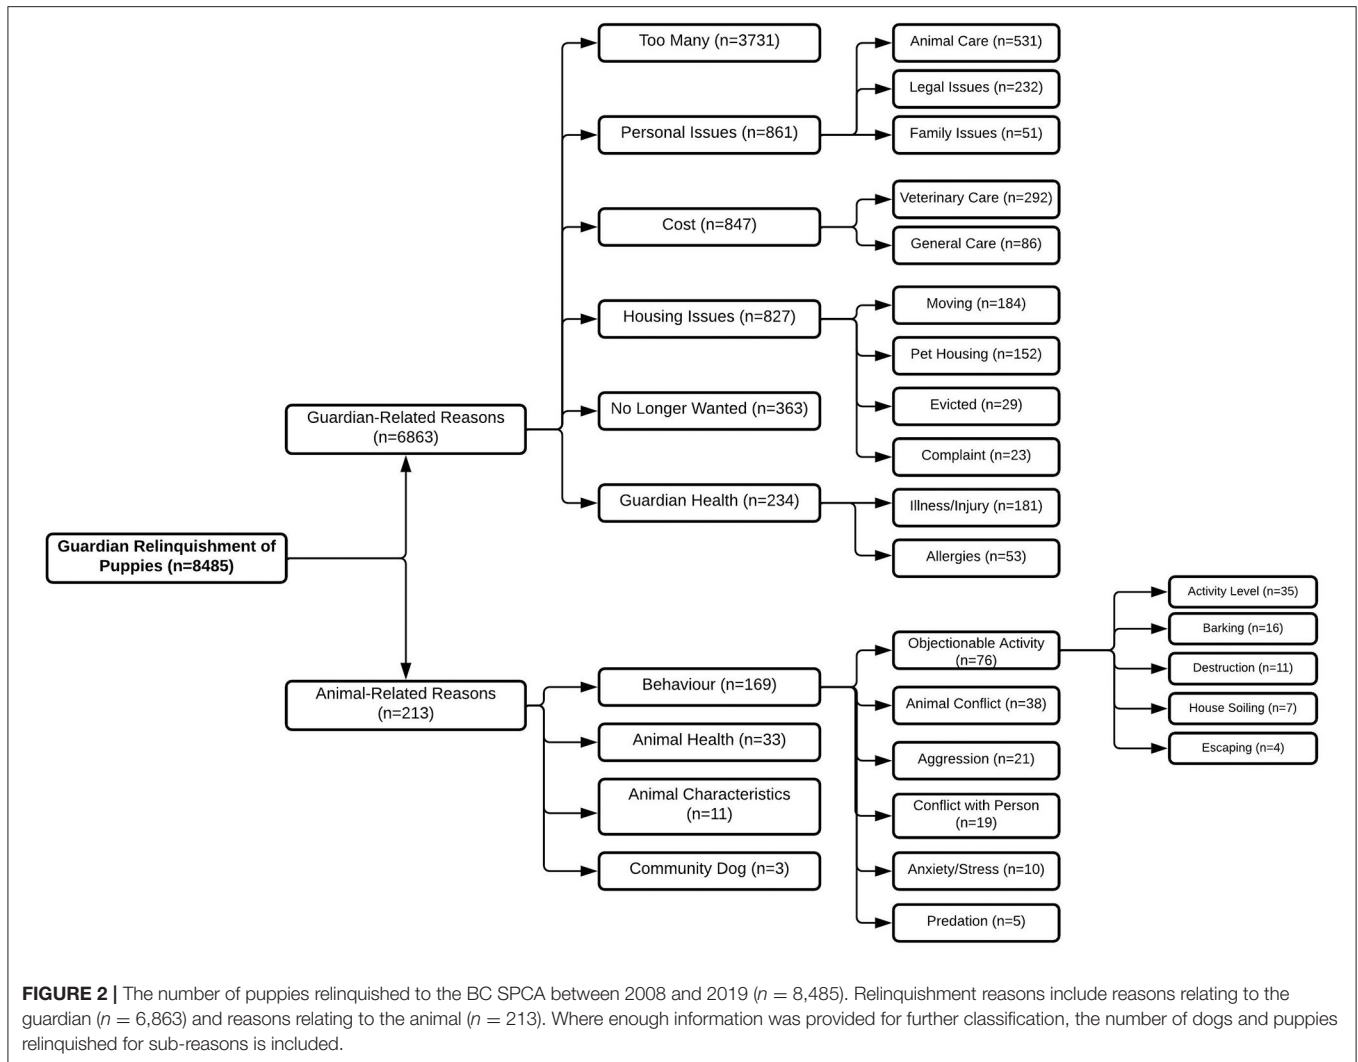 Too Many (n=3731)
Personal Issues (n=861)
Cost (n=847)
Housing Issues (n=827)
No Longer Wanted (n=363)
Guardian Health (n=234)
Animal Care (n=531)
Legal Issues (n=232)
Family Issues (n=51)
Veterinary Care (n=292)
General Care (n=86)
Moving (n=184)
Pet Housing (n=152)
Evicted (n=29)
Complaint (n=23)
Illness/Injury (n=181)
Allergies (n=53)
Guardian-Related Reasons
(n=6863)
Guardian Relinquishment of
Puppies (n=8485)
Animal-Related Reasons
(n=213)
Behaviour (n=169)
Animal Health (n=33)
Animal Characteristics
(n=11)
Community Dog (n=3)
Objectionable Activity
(n=76)
Animal Conflict (n=38)
Aggression (n=21)
Conflict with Person
(n=19)
Anxiety/Stress (n=10)
Predation (n=5)
Activity Level (n=35)
Barking (n=16)
Destruction (n=11)
House Soiling (n=7)
Escaping (n=4)
FIGURE 2 | The number of puppies relinquished to the BC SPCA between 2008 and 2019 (n = 8,485). Relinquishment reasons include reasons relating to the
guardian (n = 6,863) and reasons relating to the animal (n = 213). Where enough information was provided for further classification, the number of dogs and puppies
relinquished for sub-reasons is included.